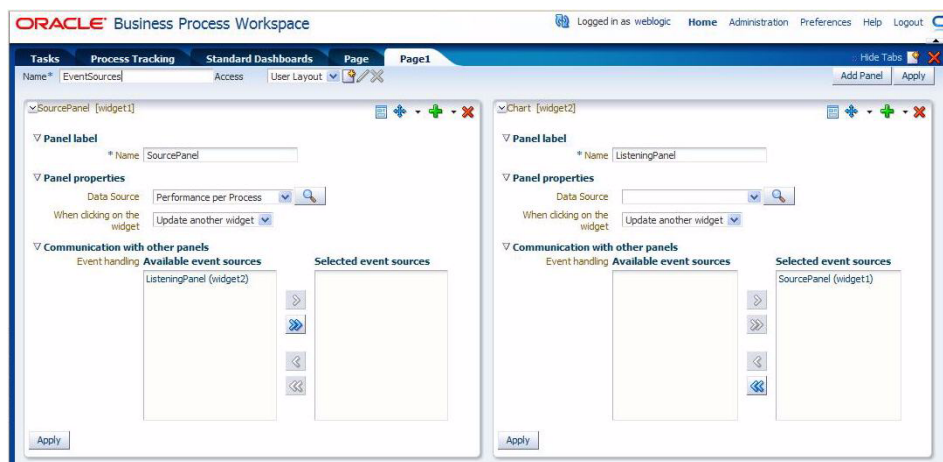 ORACLE® Business Process Workspace
Logged in as weblogic Home Administration Preferences Help Logout
Tasks Process Tracking Standard Dashboards Page Page1
Hide Tabs
Name* EventSources Access User Layout
Add Panel Apply
SourcePanel [widget1]
Panel label
* Name SourcePanel
Panel properties
Data Source Performance per Process
When clicking on the widget Update another widget
Communication with other panels
Event handling Available event sources Selected event sources
ListeningPanel (widget2)
Apply
Chart [widget2]
Panel label
* Name ListeningPanel
Panel properties
Data Source
When clicking on the widget Update another widget
Communication with other panels
Event handling Available event sources Selected event sources
SourcePanel (widget1)
Apply